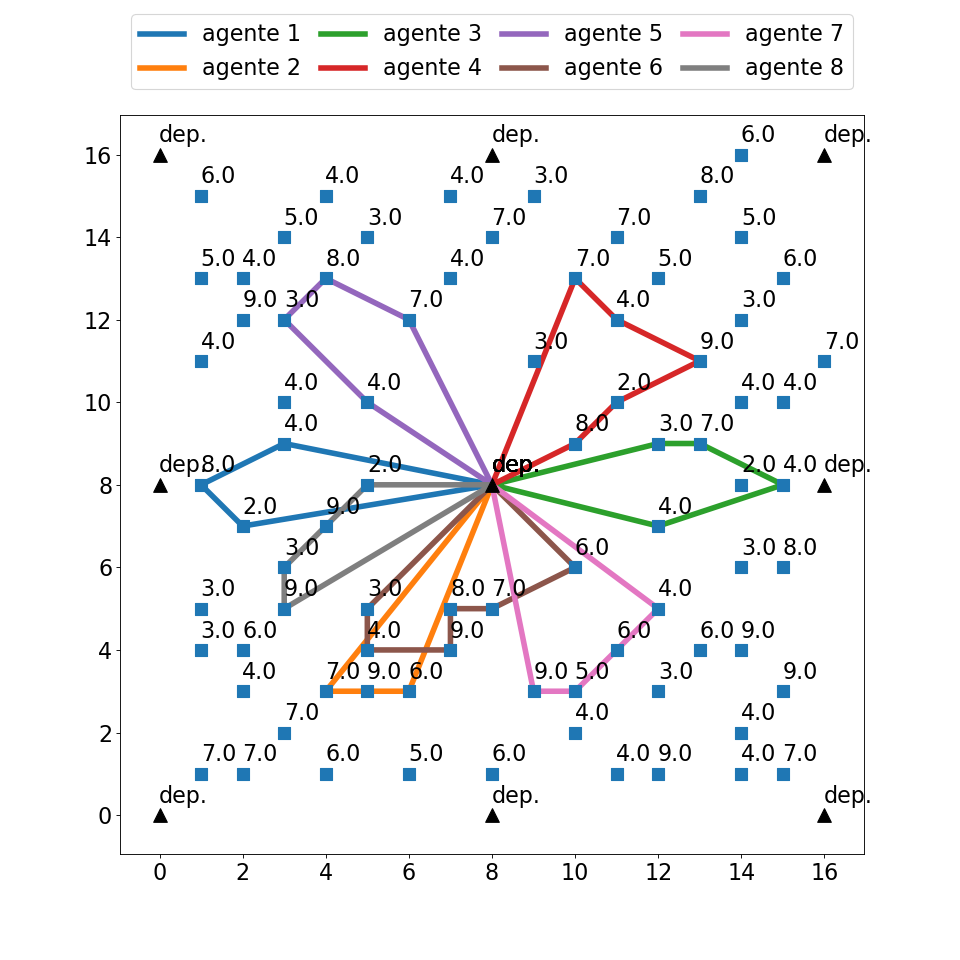 agente 1 agente 3 agente 5 agente 7
agente 2 agente 4 agente 6 agente 8
dep. dep. 6.0 dep.
16
6.0 4.0 4.0 3.0 8.0
5.0 3.0 7.0 7.0 5.0
14
5.0 4.0 8.0 4.0 7.0 5.0 6.0
9.0 3.0 7.0 4.0 3.0
12
4.0 3.0 9.0 7.0
4.0 4.0 2.0 4.0 4.0
10
4.0 8.0 3.0 7.0
dep. 8.0 2.0 dep. 2.0 4.0 dep.
8
2.0 9.0 4.0
3.0 6.0 3.0 8.0
6
3.0 9.0 3.0 8.0 7.0 4.0
3.0 6.0 4.0 9.0 6.0 6.0 9.0
4
4.0 7.0 9.0 6.0 9.0 5.0 3.0 9.0
7.0 4.0 4.0
2
7.0 7.0 6.0 5.0 6.0 4.0 9.0 4.0 7.0
dep. dep. dep.
0
0 2 4 6 8 10 12 14 16